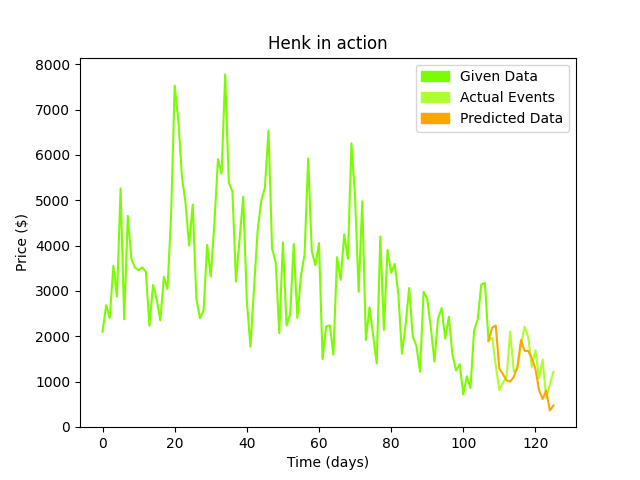 Henk in action
Given Data
Actual Events
Predicted Data
Price ($)
8000
7000
6000
5000
4000
3000
2000
1000
0
0 20 40 60 80 100 120
Time (days)